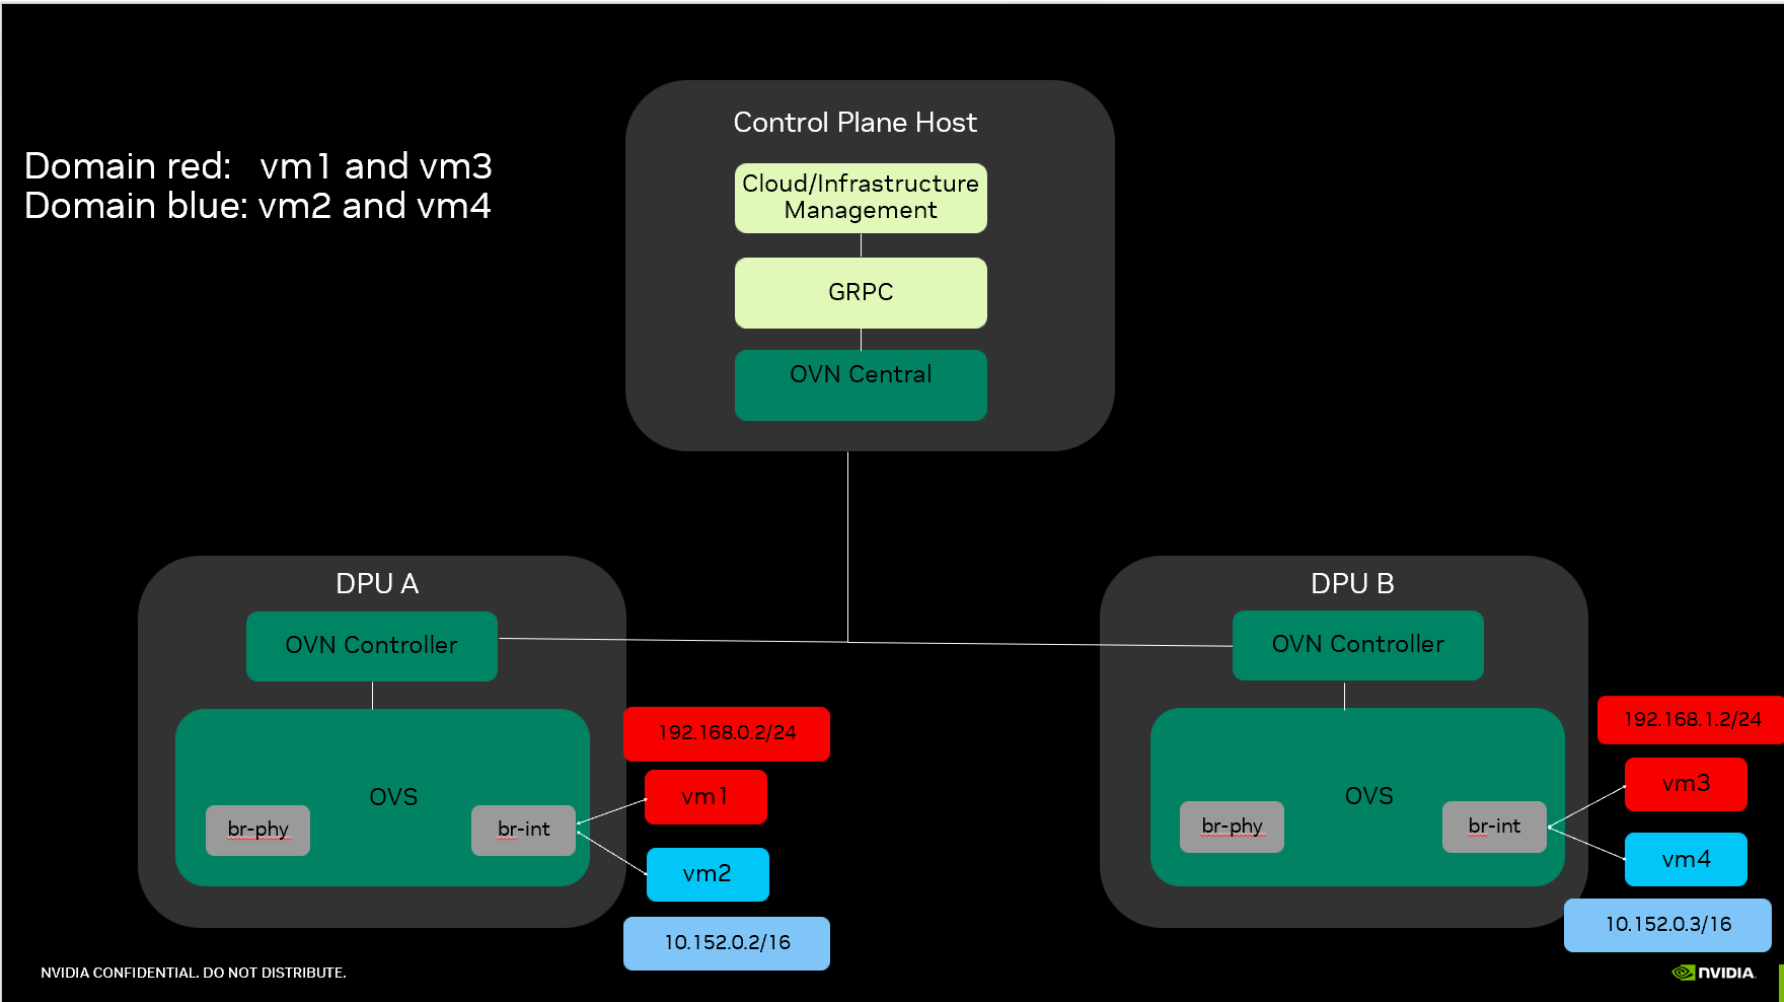 Domain red: vm1 and vm3
Domain blue: vm2 and vm4
Control Plane Host
Cloud/Infrastructure
Management
GRPC
OVN Central
DPU A
OVN Controller
OVS
br-phy
br-int
192.168.0.2/24
vm1
vm2
10.152.0.2/16
DPU B
OVN Controller
OVS
br-phy
br-int
192.168.1.2/24
vm3
vm4
10.152.0.3/16
NVIDIA CONFIDENTIAL. DO NOT DISTRIBUTE.
NVIDIA